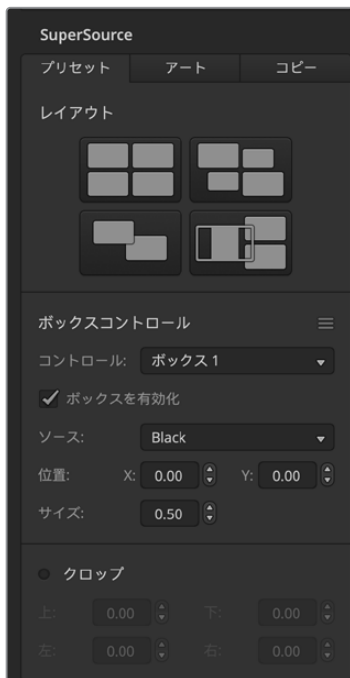 SuperSource
プリセット アート コピー
レイアウト
ボックスコントロール
コントロール: ボックス 1
ボックスを有効化
ソース: Black
位置: X: 0.00 Y: 0.00
サイズ: 0.50
クロップ
上: 0.00 下: 0.00
左: 0.00 右: 0.00